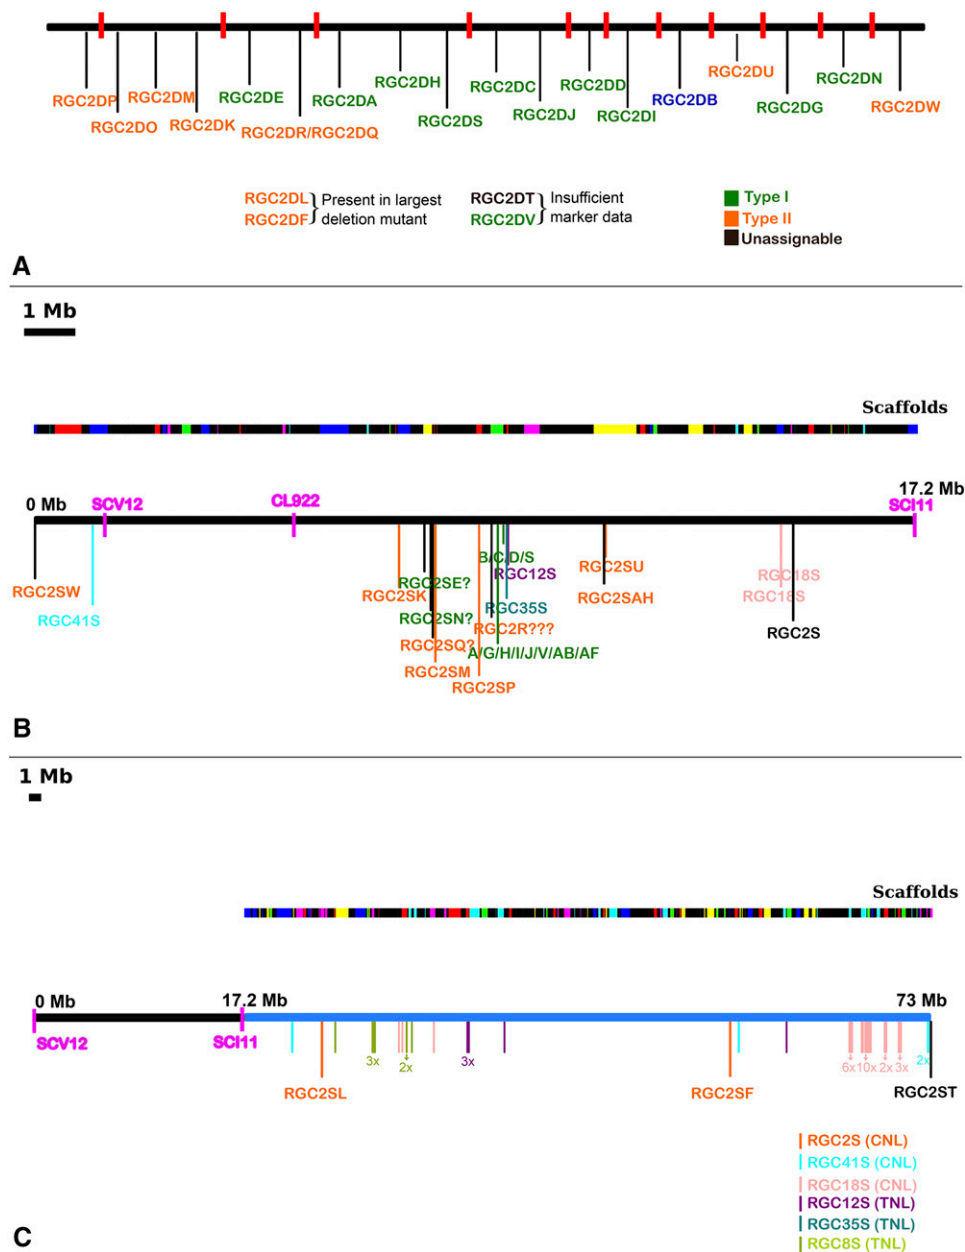 RGC2DP
RGC2DO
RGC2DM
RGC2DK
RGC2DE
RGC2DR/RGC2DQ
RGC2DA
RGC2DH
RGC2DS
RGC2DC
RGC2DJ
RGC2DD
RGC2DI
RGC2DB
RGC2DU
RGC2DG
RGC2DN
RGC2DW
RGC2DL
RGC2DF
Present in largest
deletion mutant
RGC2DT
RGC2DV
Insufficient
marker data
Type I
Type II
Unassignable
A
1 Mb
Scaffolds
0 Mb
SCV12
CL922
17.2 Mb
SCI11
RGC2SW
RGC41S
RGC2SK
RGC2SE?
RGC2SN?
RGC2SQ?
RGC2SM
RGC2SP
B/C/D/S
RGC12S
RGC35S
RGC2R???
A/G/H/I/J/V/AB/AF
RGC2SU
RGC2SAH
RGC18S
RGC18S
RGC2S
B
1 Mb
Scaffolds
0 Mb
17.2 Mb
73 Mb
SCV12
SCI11
3x
2x
3x
6x
10x
2x
3x
2x
RGC2SL
RGC2SF
RGC2ST
RGC2S (CNL)
RGC41S (CNL)
RGC18S (CNL)
RGC12S (TNL)
RGC35S (TNL)
RGC8S (TNL)
C